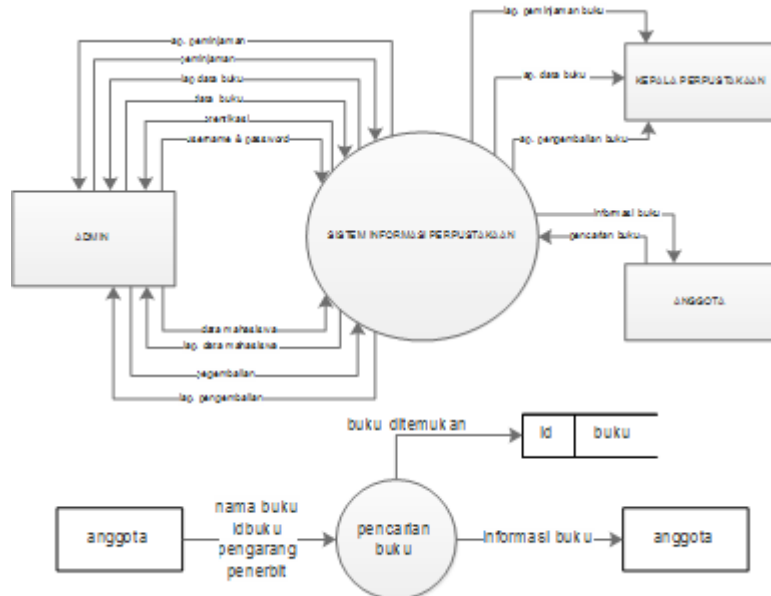 lap. peminjaman
peminjaman
lap data buku
data buku
username & password
ADMIN
SISTEM INFORMASI PERPUSTAKAAN
lap. peminjaman buku
KEPALA PERPUSTAKAAN
lap. data buku
lap. pengembalian buku
informasi buku
pencarian buku
ANGGOTA
data mahasiswa
lap. data mahasiswa
pegembalian
lap. pengembalian
buku ditemukan
id
buku
anggota
nama buku
idbuku
pengarang
penerbit
pencarian
buku
informasi buku
anggota